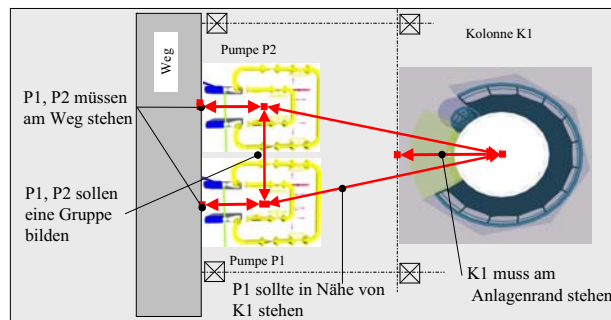 Pumpe P2
Kolonne K1
Weg
P1, P2 müssen
am Weg stehen
P1, P2 sollen
eine Gruppe
bilden
Pumpe P1
P1 sollte in Nähe von
K1 stehen
K1 muss am
Anlagenrand stehen